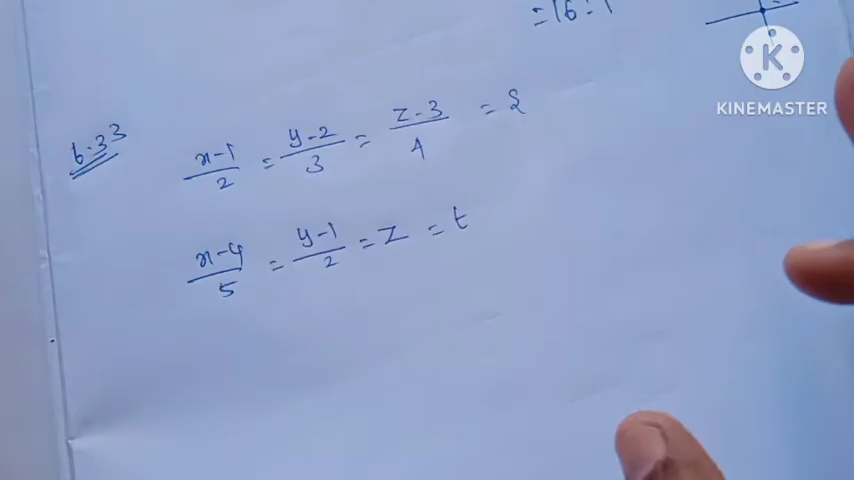 = 16 - 1
KINEMASTER
6.33
x-1/2 = y-2/3 = z-3/4 = s
x-4/5 = y-1/2 = z = t